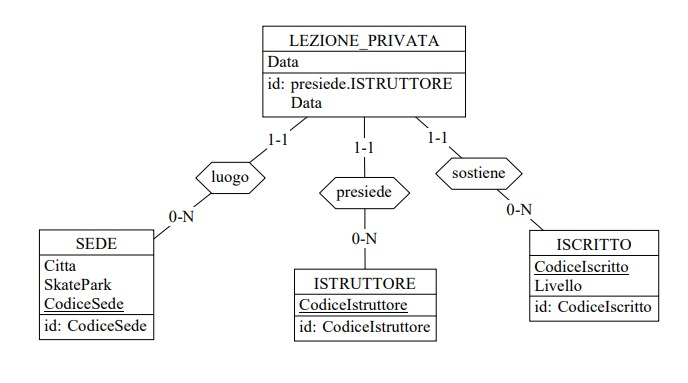 LEZIONE_PRIVATA
Data
id: presiede.ISTRUTTORE
Data
1-1
1-1
1-1
luogo
presiede
sostiene
0-N
0-N
0-N
SEDE
Citta
SkatePark
CodiceSede
id: CodiceSede
ISTRUTTORE
CodiceIstruttore
id: CodiceIstruttore
ISCRITTO
CodiceIscritto
Livello
id: CodiceIscritto